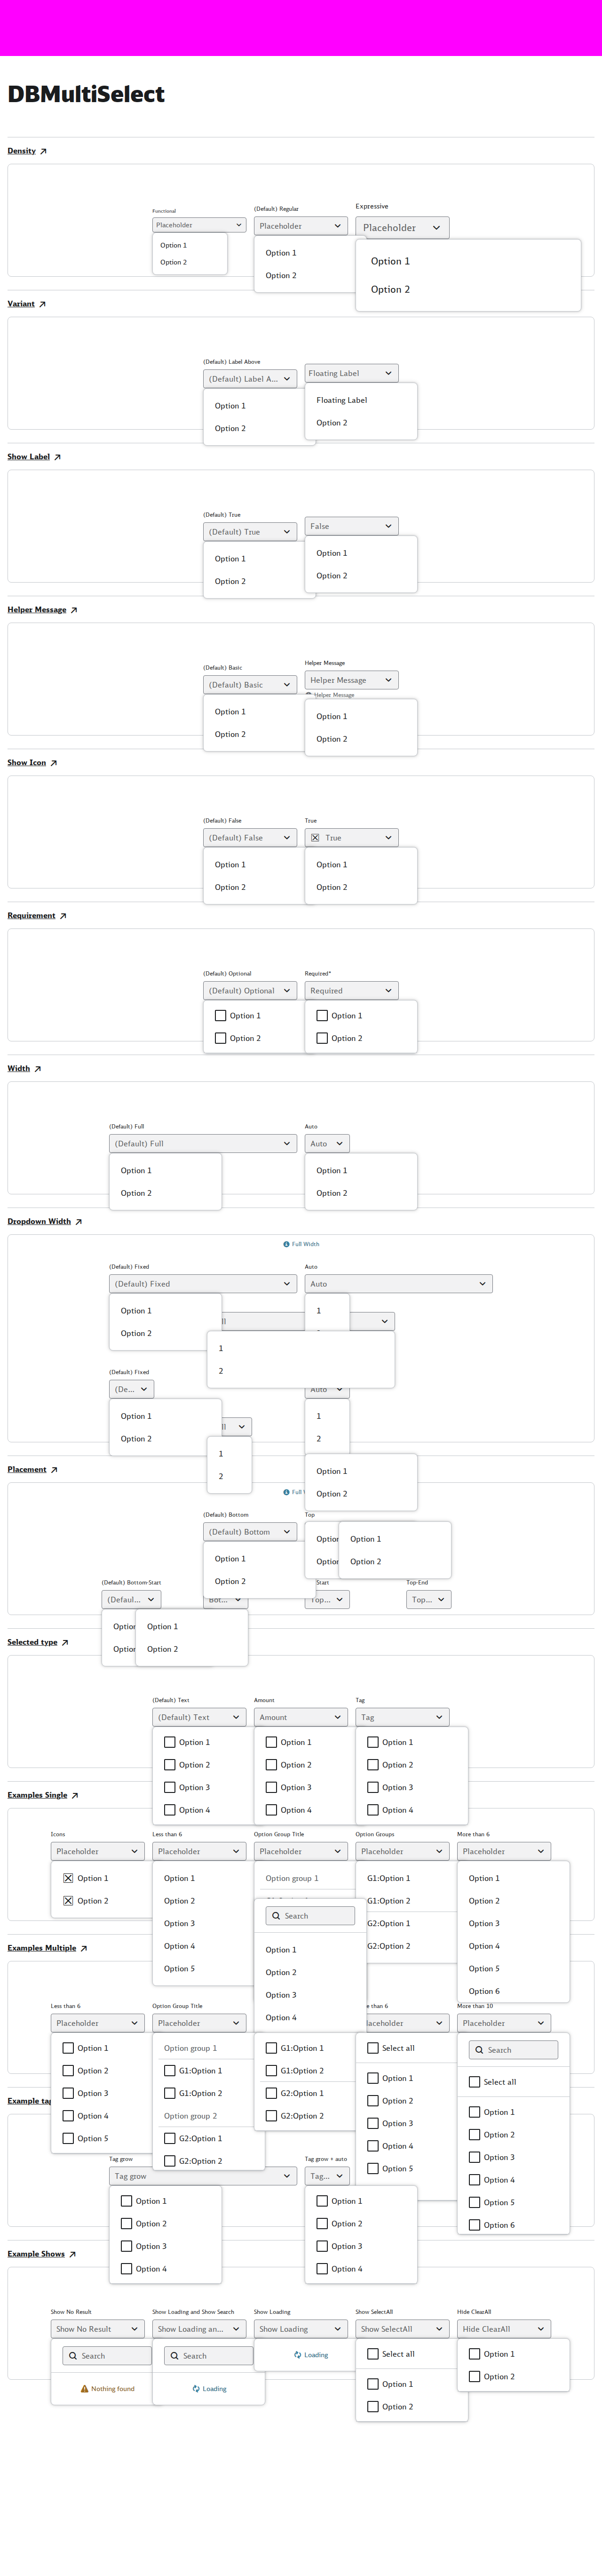 DBMultiSelect
Density
Functional
(Default) Regular
Expressive
Placeholder
Placeholder
Placeholder
Option 1
Option 2
Option 1
Option 2
Option 1
Option 2
Variant
(Default) Label Above
(Default) Label A...
Floating Label
Option 1
Option 2
Floating Label
Option 2
Show Label
(Default) True
(Default) True
False
Option 1
Option 2
Option 1
Option 2
Helper Message
(Default) Basic
Helper Message
(Default) Basic
Helper Message
Helper Message
Option 1
Option 2
Option 1
Option 2
Show Icon
(Default) False
True
(Default) False
True
Option 1
Option 2
Option 1
Option 2
Requirement
(Default) Optional
Required*
(Default) Optional
Required
Option 1
Option 2
Option 1
Option 2
Width
(Default) Full
Auto
(Default) Full
Auto
Option 1
Option 2
Option 1
Option 2
Dropdown Width
Full Width
(Default) Fixed
Auto
(Default) Fixed
Auto
Option 1
Option 2
1
1
2
(Default) Fixed
(De...
Auto
Option 1
Option 2
1
2
1
2
Placement
Option 1
Option 2
Full
(Default) Bottom
Top
(Default) Bottom
Option 1
Option 2
Option 1
Option 2
(Default) Bottom-Start
Start
Top-End
(Defaul...
Bot...
Top...
Top...
Option 1
Option 2
Selected type
(Default) Text
Amount
Tag
(Default) Text
Amount
Tag
Option 1
Option 2
Option 3
Option 4
Option 1
Option 2
Option 3
Option 4
Option 1
Option 2
Option 3
Option 4
Examples Single
Icons
Less than 6
Option Group Title
Option Groups
More than 6
Placeholder
Placeholder
Placeholder
Placeholder
Placeholder
Option 1
Option 2
Option 1
Option 2
Option 3
Option 4
Option 5
Option group 1
G1:Option 1
G1:Option 2
G2:Option 1
G2:Option 2
Option 1
Option 2
Option 3
Option 4
Option 5
Option 6
Search
Option 1
Option 2
Option 3
Option 4
Examples Multiple
Less than 6
Option Group Title
than 6
More than 10
Placeholder
Placeholder
laceholder
Placeholder
Option 1
Option 2
Option 3
Option 4
Option 5
Option group 1
G1:Option 1
G1:Option 2
Option group 2
G2:Option 1
G2:Option 2
G1:Option 1
G1:Option 2
G2:Option 1
G2:Option 2
Select all
Option 1
Option 2
Option 3
Option 4
Option 5
Search
Select all
Option 1
Option 2
Option 3
Option 4
Option 5
Option 6
Example tag
Tag grow
Tag grow + auto
Tag grow
Tag...
Option 1
Option 2
Option 3
Option 4
Option 1
Option 2
Option 3
Option 4
Example Shows
Show No Result
Show Loading and Show Search
Show Loading
Show SelectAll
Hide ClearAll
Show No Result
Show Loading an...
Show Loading
Show SelectAll
Hide ClearAll
Search
Nothing found
Search
Loading
Loading
Select all
Option 1
Option 2
Option 1
Option 2